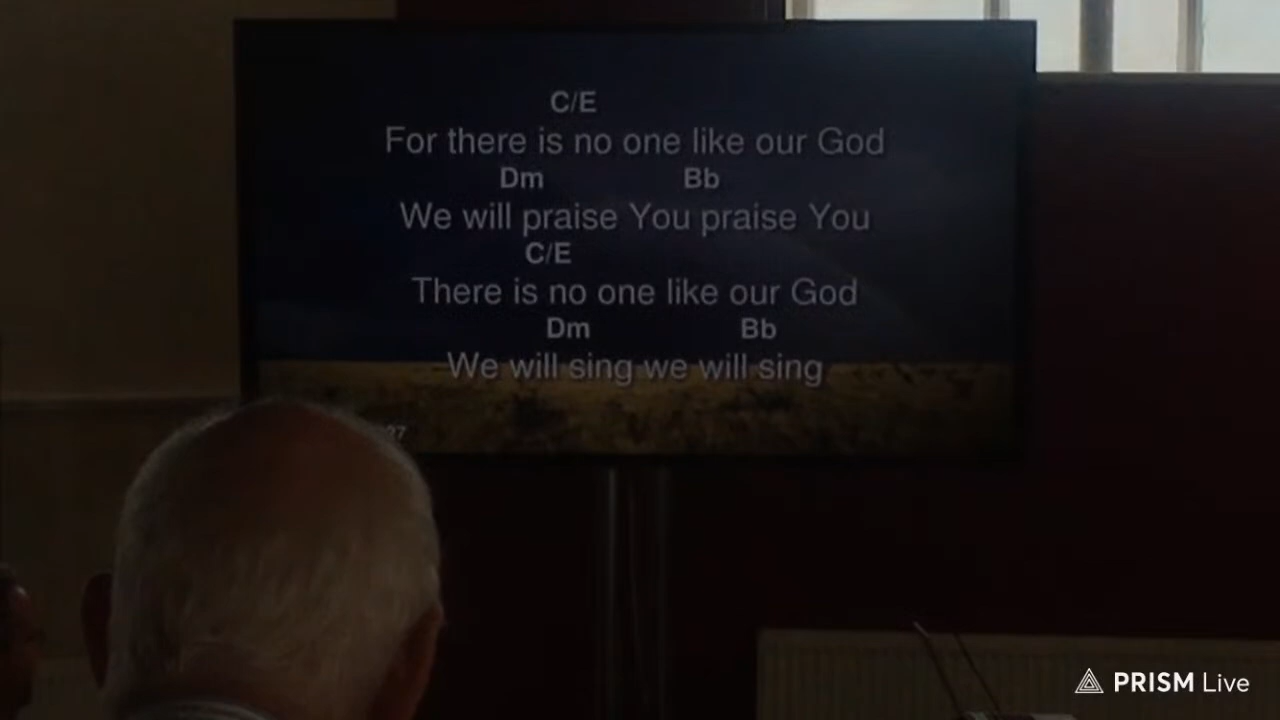 C/E
For there is no one like our God
Dm Bb
We will praise You praise You
C/E
There is no one like our God
Dm Bb
We will sing we will sing
PRISM Live